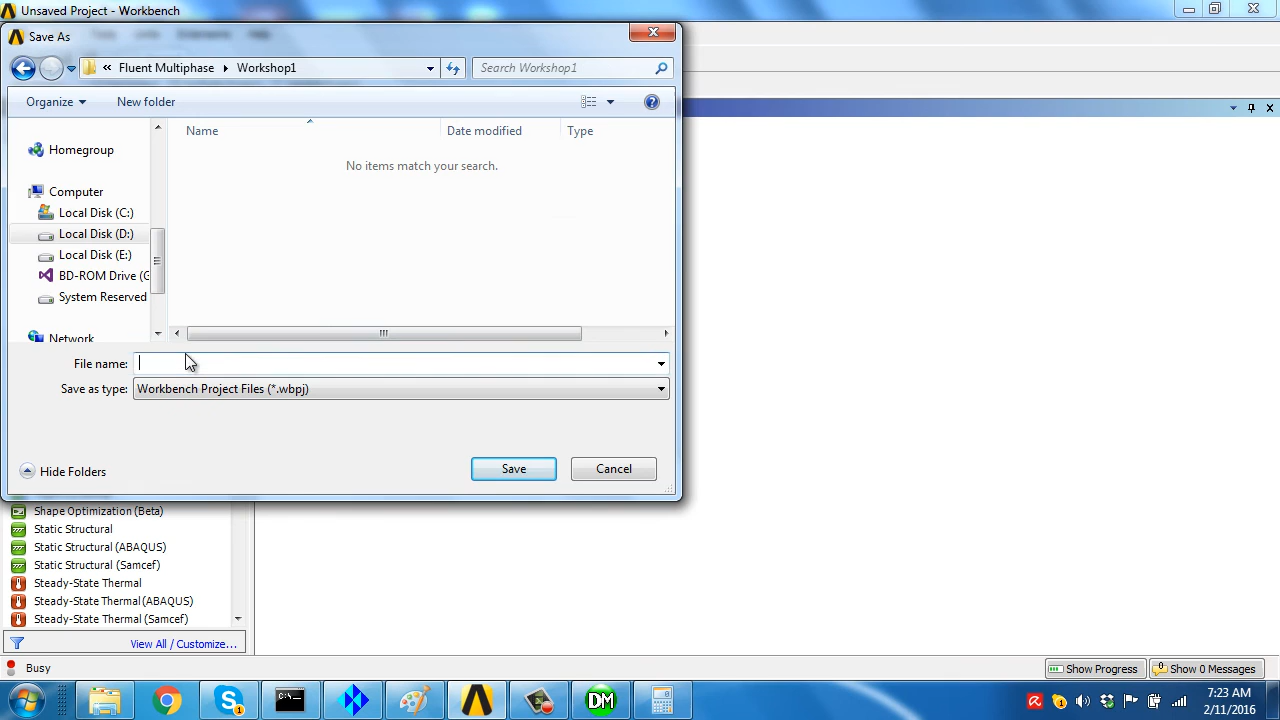 Unsaved Project - Workbench
Save As
Fluent Multiphase
Workshop1
Search Workshop1
Organize
New folder
Name
Date modified
Type
Homegroup
No items match your search.
Computer
Local Disk (C:)
Local Disk (D:)
Local Disk (E:)
BD-ROM Drive (G
System Reserved
Network
File name:
Save as type:
Workbench Project Files (*.wbpj)
Hide Folders
Save
Cancel
Shape Optimization (Beta)
Static Structural
Static Structural (ABAQUS)
Static Structural (Samcef)
Steady-State Thermal
Steady-State Thermal (ABAQUS)
Steady-State Thermal (Samcef)
View All / Customize...
Busy
Show Progress
Show 0 Messages
DM
7:23 AM
2/11/2016